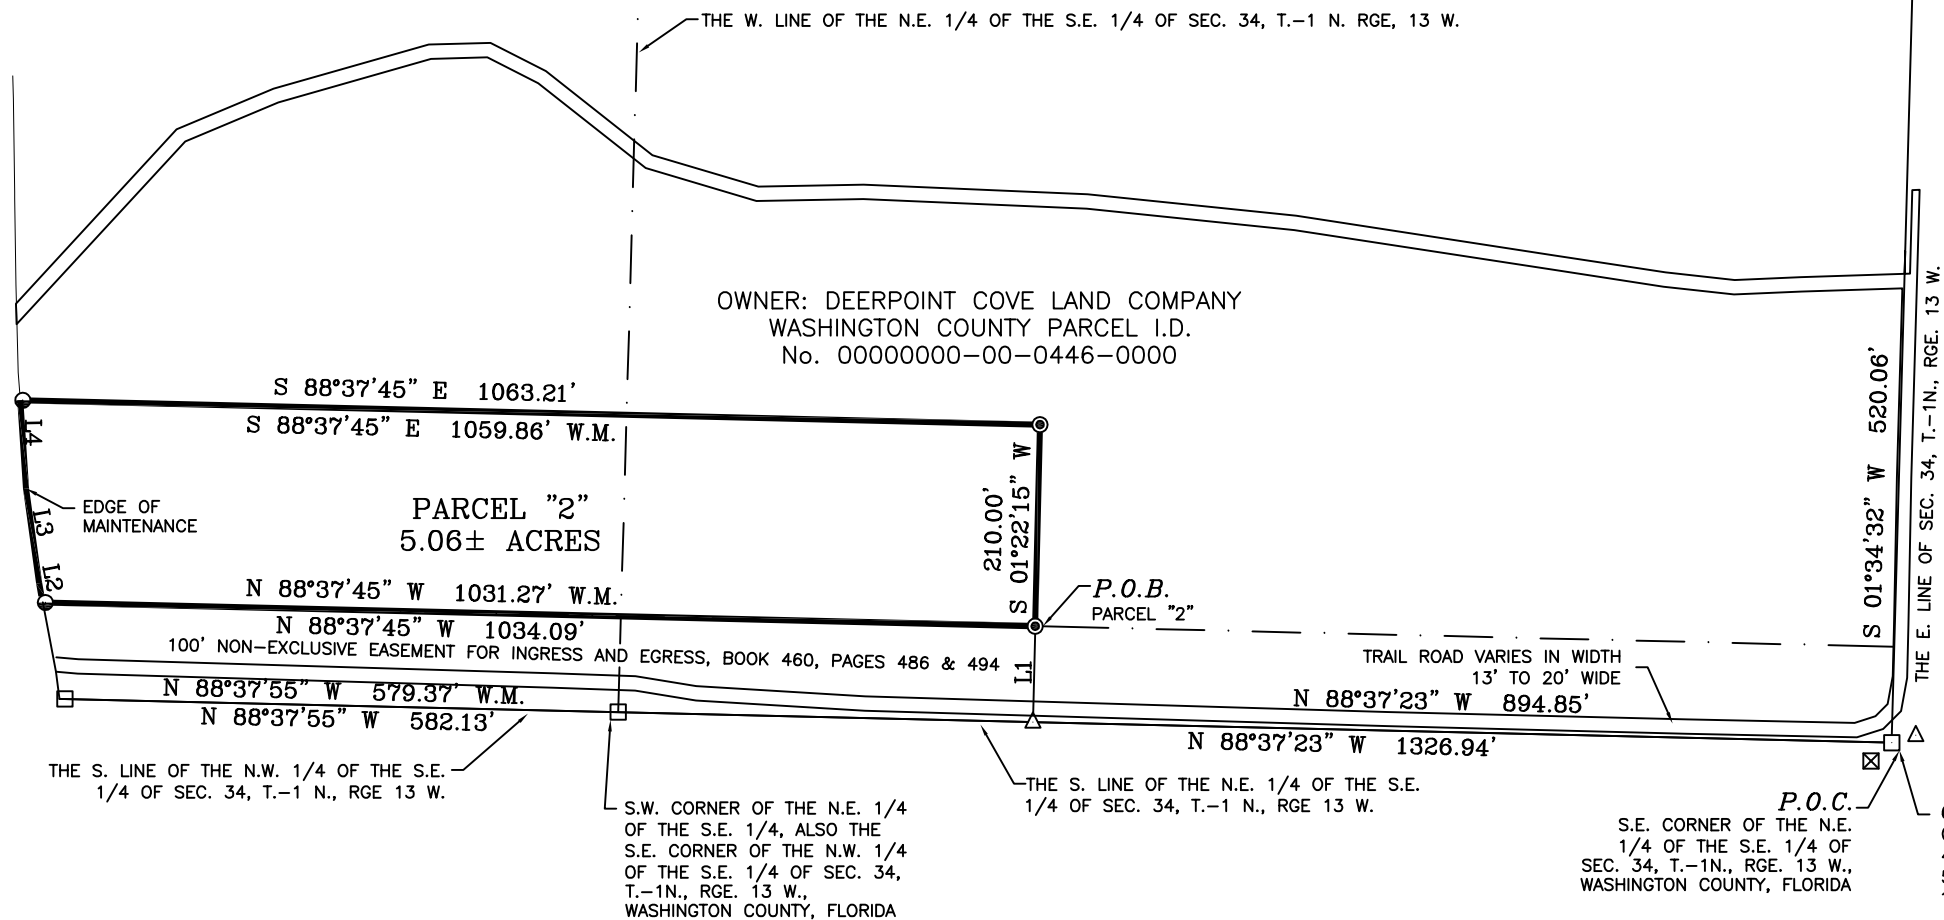 THE W. LINE OF THE N.E. 1/4 OF THE S.E. 1/4 OF SEC. 34, T.-1 N. RGE, 13 W.
OWNER: DEERPOINT COVE LAND COMPANY
WASHINGTON COUNTY PARCEL I.D.
No. 00000000-00-0446-0000
S 88°37'45" E 1063.21'
S 88°37'45" E 1059.86' W.M.
L4
EDGE OF
MAINTENANCE
L3
L2
PARCEL "2"
5.06± ACRES
210.00'
S 01°22'15" W
N 88°37'45" W 1031.27' W.M.
N 88°37'45" W 1034.09'
P.O.B.
PARCEL "2"
100' NON-EXCLUSIVE EASEMENT FOR INGRESS AND EGRESS, BOOK 460, PAGES 486 & 494
L1
TRAIL ROAD VARIES IN WIDTH
13' TO 20' WIDE
S 01°34'32" W 520.06'
THE E. LINE OF SEC. 34, T.-1N., RGE. 13 W.
N 88°37'55" W 579.37' W.M.
N 88°37'55" W 582.13'
N 88°37'23" W 894.85'
N 88°37'23" W 1326.94'
THE S. LINE OF THE N.W. 1/4 OF THE S.E.
1/4 OF SEC. 34, T.-1 N., RGE 13 W.
S.W. CORNER OF THE N.E. 1/4
OF THE S.E. 1/4, ALSO THE
S.E. CORNER OF THE N.W. 1/4
OF THE S.E. 1/4 OF SEC. 34,
T.-1N., RGE. 13 W.,
WASHINGTON COUNTY, FLORIDA
THE S. LINE OF THE N.E. 1/4 OF THE S.E.
1/4 OF SEC. 34, T.-1 N., RGE 13 W.
P.O.C.
S.E. CORNER OF THE N.E.
1/4 OF THE S.E. 1/4 OF
SEC. 34, T.-1N., RGE. 13 W.,
WASHINGTON COUNTY, FLORIDA